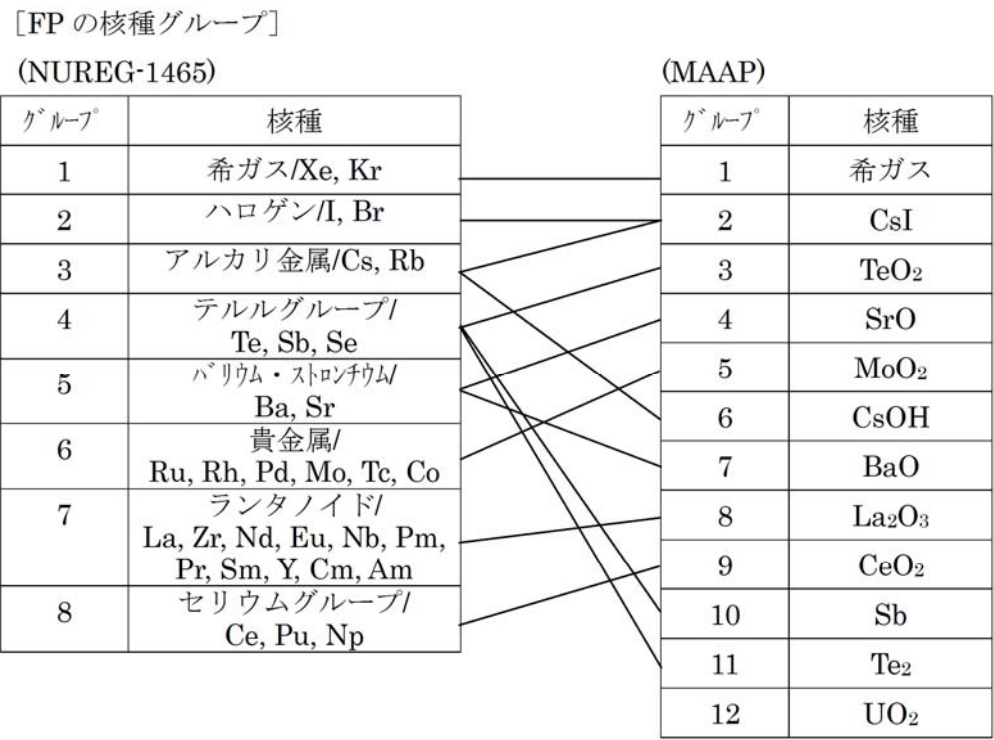 ［FP の核種グループ］
(NUREG-1465)
ｸﾞﾙｰﾌﾟ 核種
1 希ガス/Xe, Kr
2 ハロゲン/I, Br
3 アルカリ金属/Cs, Rb
4 テルルグループ/
Te, Sb, Se
5 ﾊﾞﾘｳﾑ・ｽﾄﾛﾝﾁｳﾑ/
Ba, Sr
6 貴金属/
Ru, Rh, Pd, Mo, Tc, Co
7 ランタノイド/
La, Zr, Nd, Eu, Nb, Pm,
Pr, Sm, Y, Cm, Am
8 セリウムグループ/
Ce, Pu, Np
(MAAP)
ｸﾞﾙｰﾌﾟ 核種
1 希ガス
2 CsI
3 TeO₂
4 SrO
5 MoO₂
6 CsOH
7 BaO
8 La₂O₃
9 CeO₂
10 Sb
11 Te₂
12 UO₂